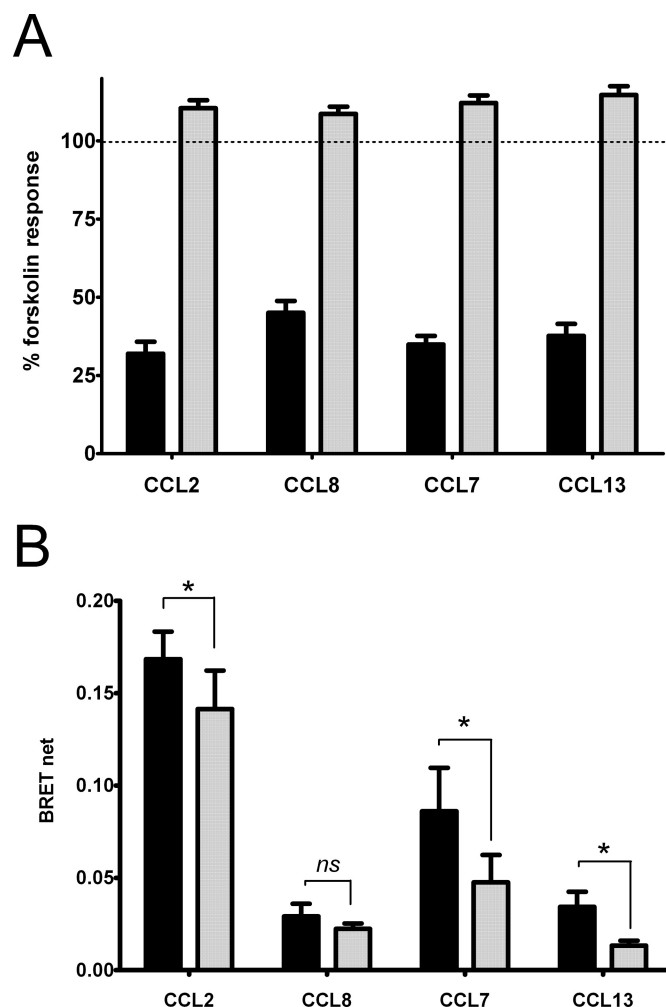 A
% forskolin response
100
75
50
25
0
CCL2 CCL8 CCL7 CCL13
B
BRET net
0.20
0.15
0.10
0.05
0.00
*
ns
*
*
CCL2 CCL8 CCL7 CCL13